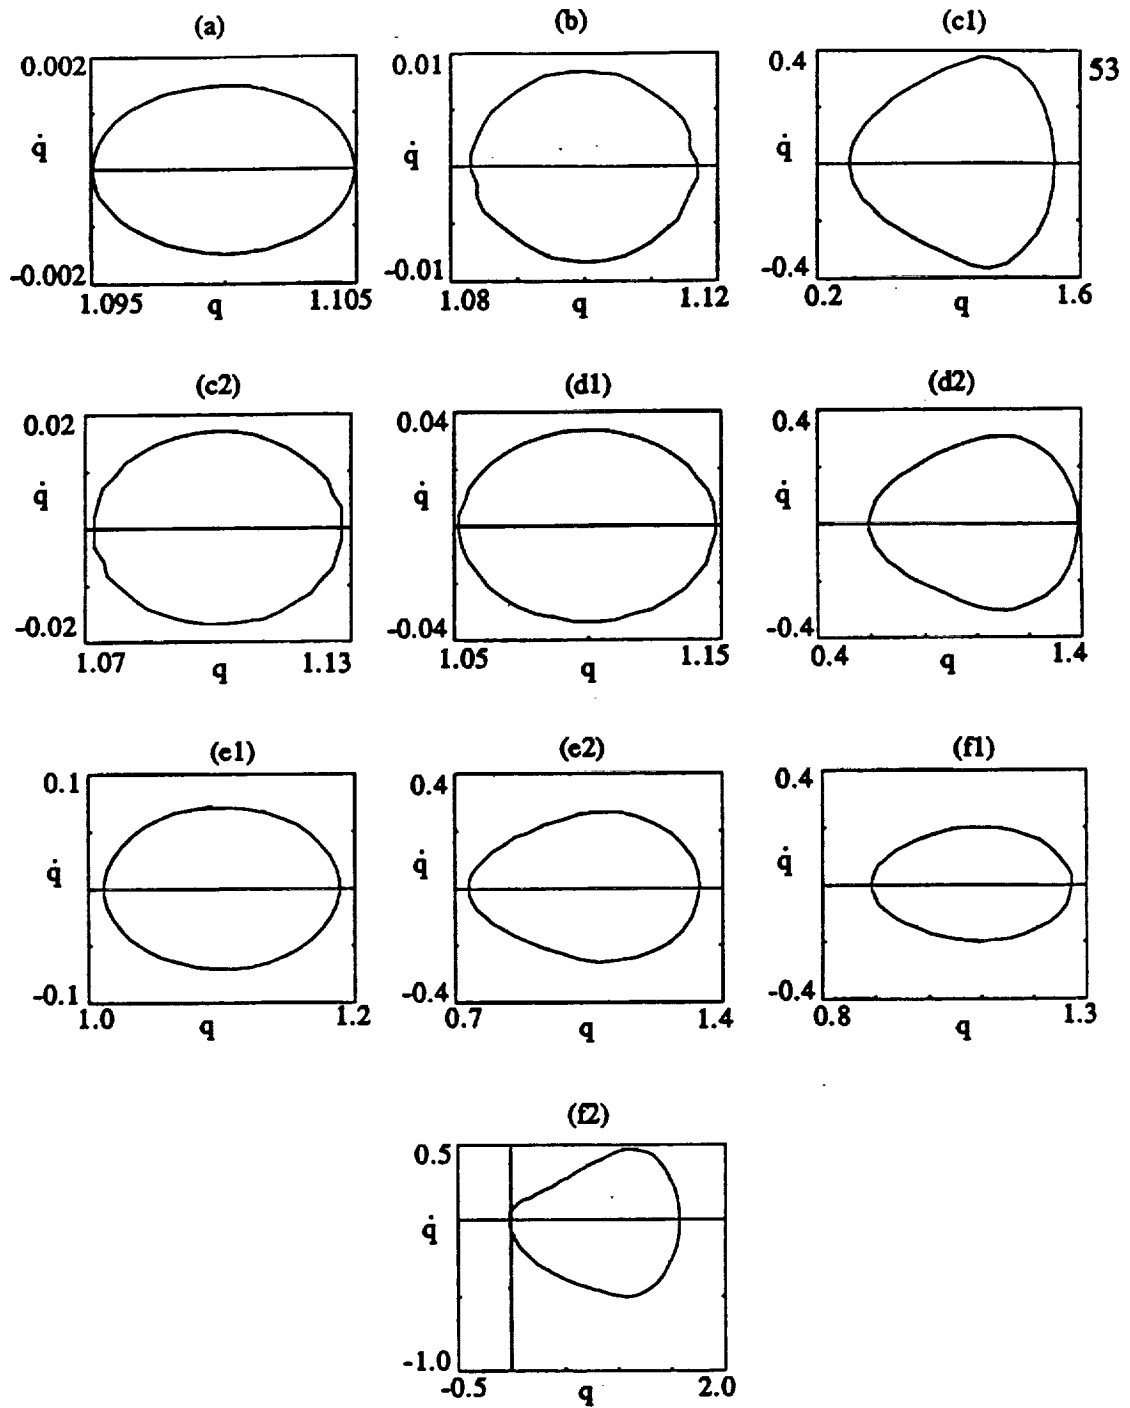 (a) (b) (c1)
0.002 0.01 0.4 53
q̇ q̇ q̇
-0.002 -0.01 -0.4
1.095 q 1.105 1.08 q 1.12 0.2 q 1.6
(c2) (d1) (d2)
0.02 0.04 0.4
q̇ q̇ q̇
-0.02 -0.04 -0.4
1.07 q 1.13 1.05 q 1.15 0.4 q 1.4
(e1) (e2) (f1)
0.1 0.4 0.4
q̇ q̇ q̇
-0.1 -0.4 -0.4
1.0 q 1.2 0.7 q 1.4 0.8 q 1.3
(f2)
0.5
q̇
-1.0
-0.5 q 2.0